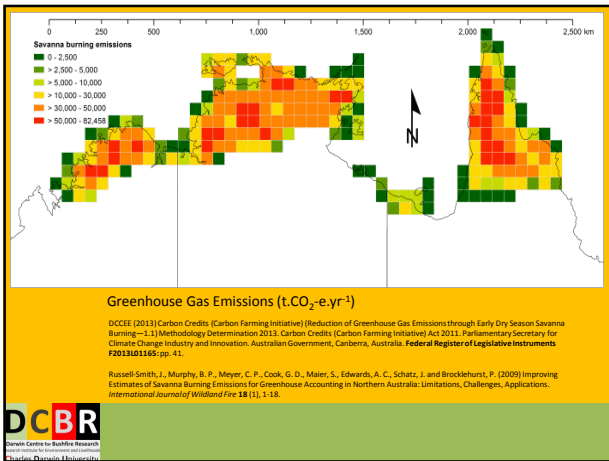 0 250 500 1,000 1,500 2,000 2,500 km
Savanna burning emissions
0 - 2,500
> 2,500 - 5,000
> 5,000 - 10,000
> 10,000 - 30,000
> 30,000 - 50,000
> 50,000 - 82,458
N
Greenhouse Gas Emissions (t.CO₂-e.yr⁻¹)
DCCEE (2013) Carbon Credits (Carbon Farming Initiative) (Reduction of Greenhouse Gas Emissions through Early Dry Season Savanna
Burning—1.1) Methodology Determination 2013. Carbon Credits (Carbon Farming Initiative) Act 2011. Parliamentary Secretary for
Climate Change Industry and Innovation. Australian Government, Canberra, Australia. Federal Register of Legislative Instruments
F2013L01165: pp. 41.
Russell-Smith, J., Murphy, B. P., Meyer, C. P., Cook, G. D., Maier, S., Edwards, A. C., Schatz, J. and Brocklehurst, P. (2009) Improving
Estimates of Savanna Burning Emissions for Greenhouse Accounting in Northern Australia: Limitations, Challenges, Applications.
International Journal of Wildland Fire 18 (1), 1-18.
DCBR
Darwin Centre for Bushfire Research
Research Institute for Environment and Livelihoods
Charles Darwin University